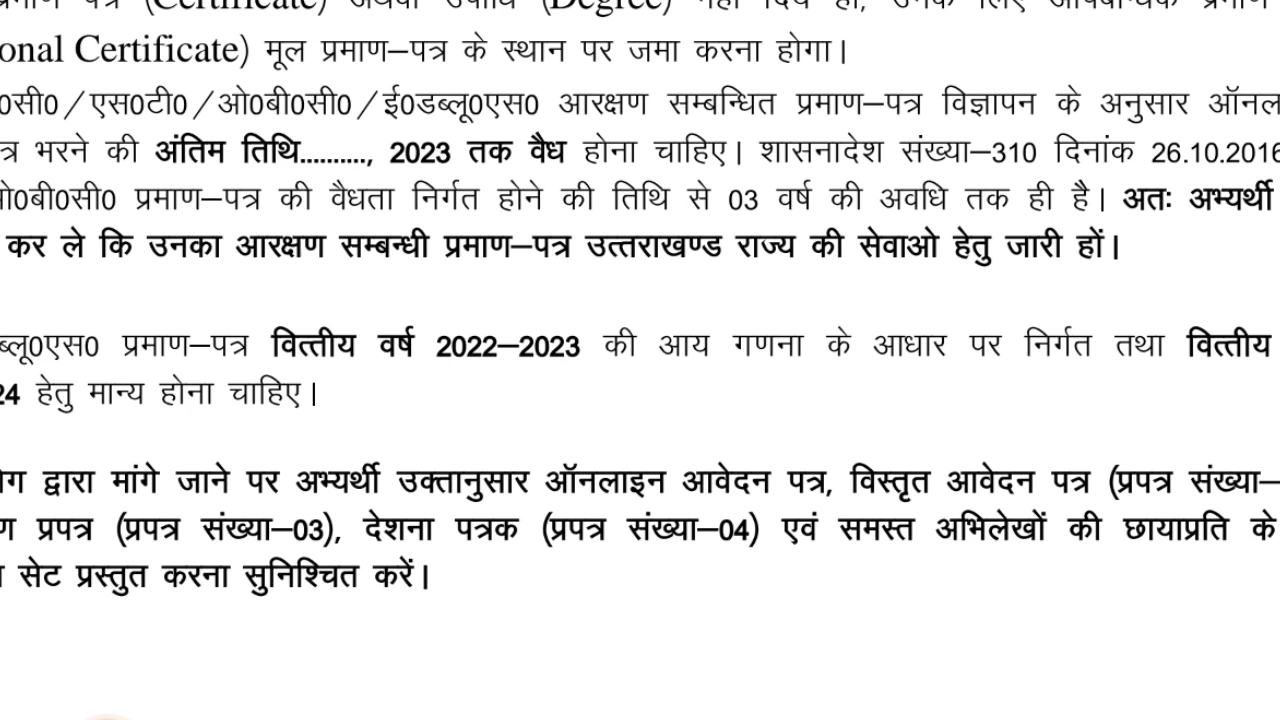 प्रमाण पत्र (Certificate) अथवा उपाधि (Degree) नहीं दिये हों, उनके लिए औपबन्धिक प्रमाण
onal Certificate) मूल प्रमाण–पत्र के स्थान पर जमा करना होगा।
0सी0 / एस0टी0 / ओ0बी0सी0 / ई0डब्लू0एस0 आरक्षण सम्बन्धित प्रमाण–पत्र विज्ञापन के अनुसार ऑनल
त्र भरने की अंतिम तिथि.........., 2023 तक वैध होना चाहिए। शासनादेश संख्या–310 दिनांक 26.10.2016
ओ0बी0सी0 प्रमाण–पत्र की वैधता निर्गत होने की तिथि से 03 वर्ष की अवधि तक ही है। अतः अभ्यर्थी
कर ले कि उनका आरक्षण सम्बन्धी प्रमाण–पत्र उत्तराखण्ड राज्य की सेवाओ हेतु जारी हों।
ब्लू0एस0 प्रमाण–पत्र वित्तीय वर्ष 2022–2023 की आय गणना के आधार पर निर्गत तथा वित्तीय
24 हेतु मान्य होना चाहिए।
ग द्वारा मांगे जाने पर अभ्यर्थी उक्तानुसार ऑनलाइन आवेदन पत्र, विस्तृत आवेदन पत्र (प्रपत्र संख्या–
ण प्रपत्र (प्रपत्र संख्या–03), देशना पत्रक (प्रपत्र संख्या–04) एवं समस्त अभिलेखों की छायाप्रति के
सेट प्रस्तुत करना सुनिश्चित करें।